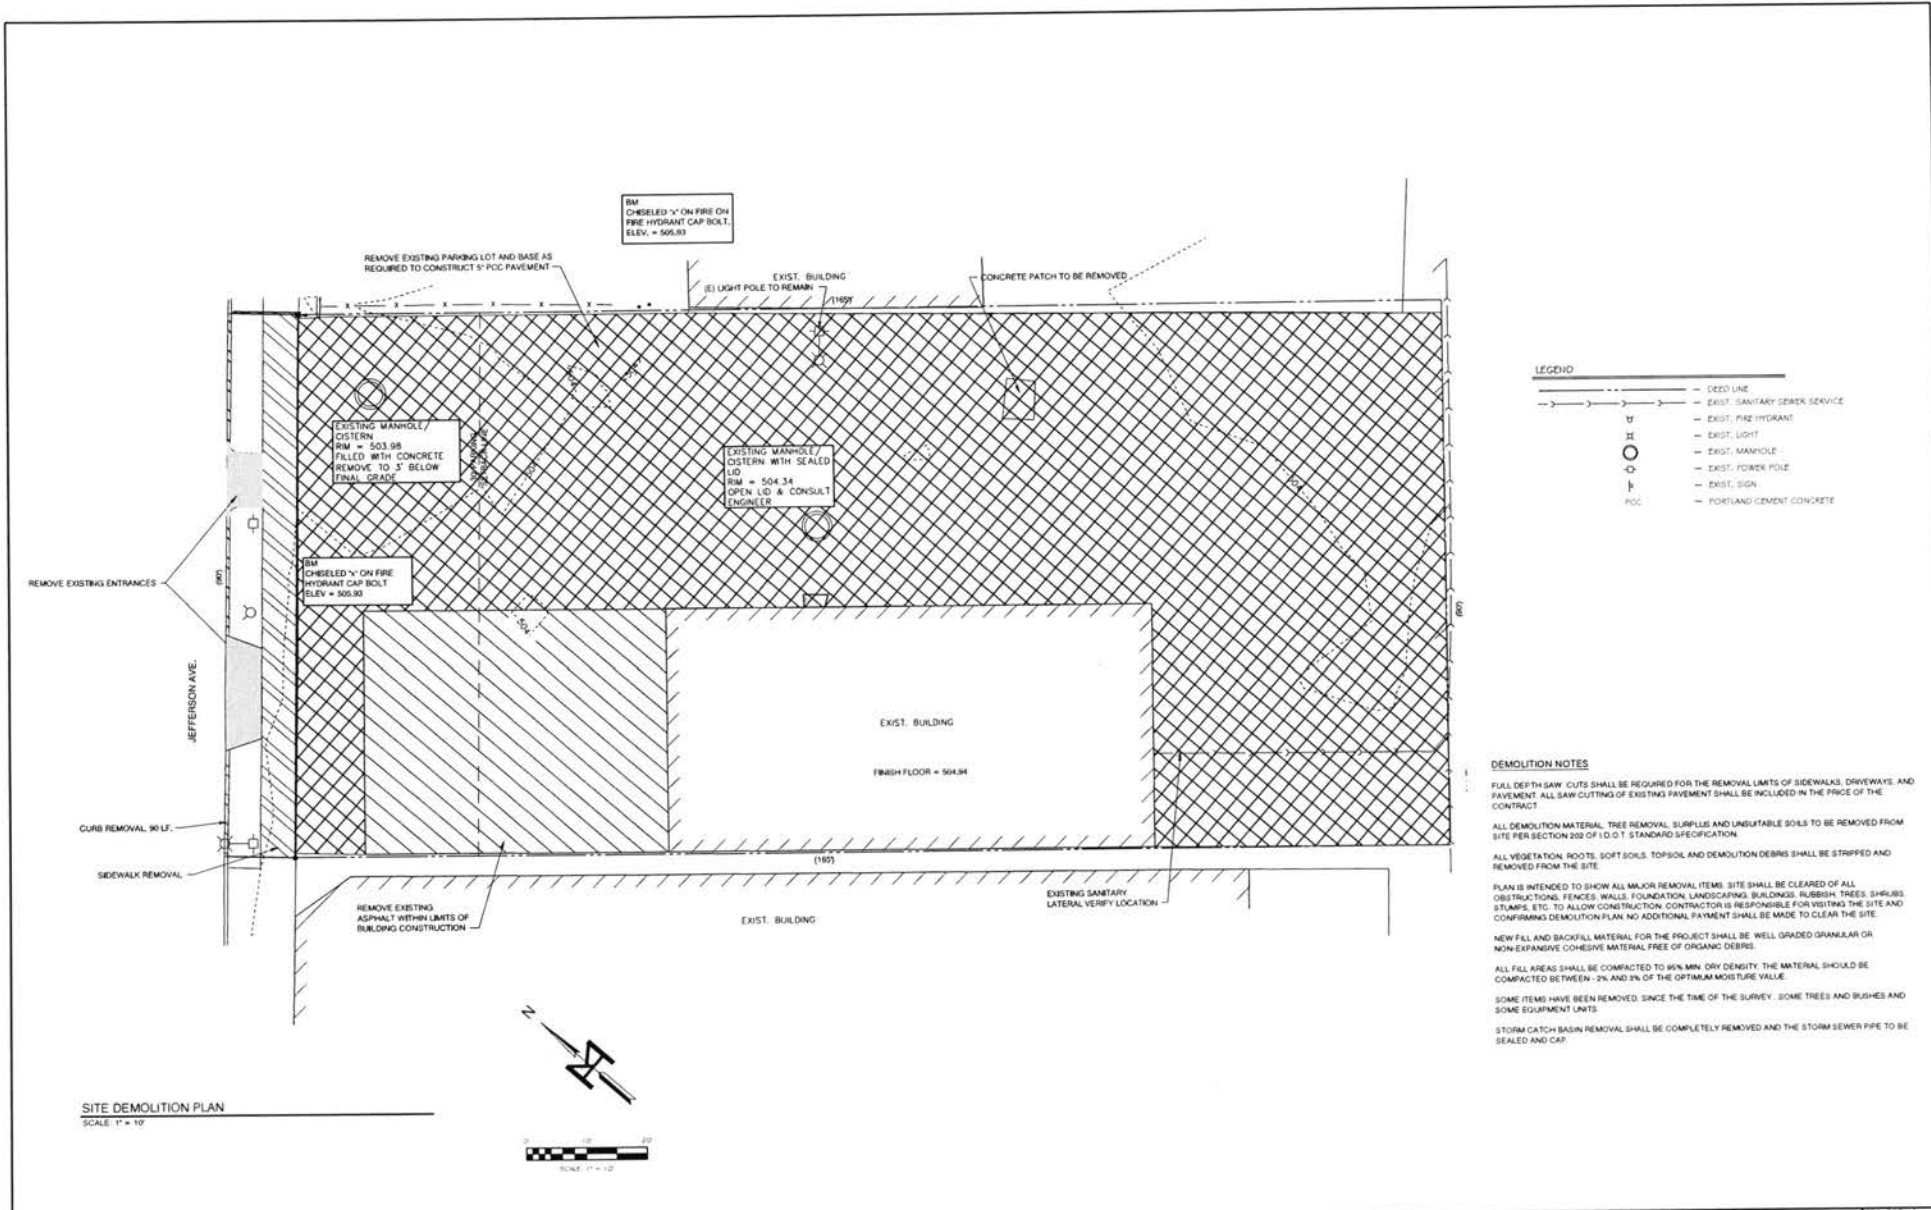 BM
CHISELED "x" ON FIRE ON
FIRE HYDRANT CAP BOLT,
ELEV. = 505.93
REMOVE EXISTING PARKING LOT AND BASE AS
REQUIRED TO CONSTRUCT 5" PCC PAVEMENT
EXIST. BUILDING
(E) LIGHT POLE TO REMAIN
CONCRETE PATCH TO BE REMOVED
(165')
X X X X X X
504
504
EXISTING MANHOLE/
CISTERN
RIM = 503.98
FILLED WITH CONCRETE
REMOVE TO 3' BELOW
FINAL GRADE
504
EXISTING MANHOLE/
CISTERN WITH SEALED
LID
RIM = 504.34
OPEN LID & CONSULT
ENGINEER
504
BM
CHISELED "x" ON FIRE
HYDRANT CAP BOLT
ELEV = 505.93
REMOVE EXISTING ENTRANCES
(90')
(90')
504
JEFFERSON AVE.
EXIST. BUILDING
FINISH FLOOR = 504.94
CURB REMOVAL, 90 LF.
SIDEWALK REMOVAL
(165')
REMOVE EXISTING
ASPHALT WITHIN LIMITS OF
BUILDING CONSTRUCTION
EXIST. BUILDING
EXISTING SANITARY
LATERAL VERIFY LOCATION
N
SITE DEMOLITION PLAN
SCALE: 1" = 10'
0 10' 20'
SCALE: 1" = 10'
LEGEND
— DEED LINE
— EXIST. SANITARY SEWER SERVICE
— EXIST. FIRE HYDRANT
— EXIST. LIGHT
— EXIST. MANHOLE
— EXIST. POWER POLE
— EXIST. SIGN
PCC — PORTLAND CEMENT CONCRETE
DEMOLITION NOTES
FULL DEPTH SAW CUTS SHALL BE REQUIRED FOR THE REMOVAL LIMITS OF SIDEWALKS, DRIVEWAYS, AND
PAVEMENT. ALL SAW CUTTING OF EXISTING PAVEMENT SHALL BE INCLUDED IN THE PRICE OF THE
CONTRACT
ALL DEMOLITION MATERIAL, TREE REMOVAL, SURPLUS AND UNSUITABLE SOILS TO BE REMOVED FROM
SITE PER SECTION 202 OF I.D.O.T. STANDARD SPECIFICATION.
ALL VEGETATION, ROOTS, SOFT SOILS, TOPSOIL AND DEMOLITION DEBRIS SHALL BE STRIPPED AND
REMOVED FROM THE SITE
PLAN IS INTENDED TO SHOW ALL MAJOR REMOVAL ITEMS. SITE SHALL BE CLEARED OF ALL
OBSTRUCTIONS, FENCES, WALLS, FOUNDATION, LANDSCAPING, BUILDINGS, RUBBISH, TREES, SHRUBS,
STUMPS, ETC. TO ALLOW CONSTRUCTION. CONTRACTOR IS RESPONSIBLE FOR VISITING THE SITE AND
CONFIRMING DEMOLITION PLAN. NO ADDITIONAL PAYMENT SHALL BE MADE TO CLEAR THE SITE.
NEW FILL AND BACKFILL MATERIAL FOR THE PROJECT SHALL BE WELL GRADED GRANULAR OR
NON-EXPANSIVE COHESIVE MATERIAL FREE OF ORGANIC DEBRIS.
ALL FILL AREAS SHALL BE COMPACTED TO 95% MIN. DRY DENSITY. THE MATERIAL SHOULD BE
COMPACTED BETWEEN - 2% AND 3% OF THE OPTIMUM MOISTURE VALUE.
SOME ITEMS HAVE BEEN REMOVED. SINCE THE TIME OF THE SURVEY. SOME TREES AND BUSHES AND
SOME EQUIPMENT UNITS.
STORM CATCH BASIN REMOVAL SHALL BE COMPLETELY REMOVED AND THE STORM SEWER PIPE TO BE
SEALED AND CAP.